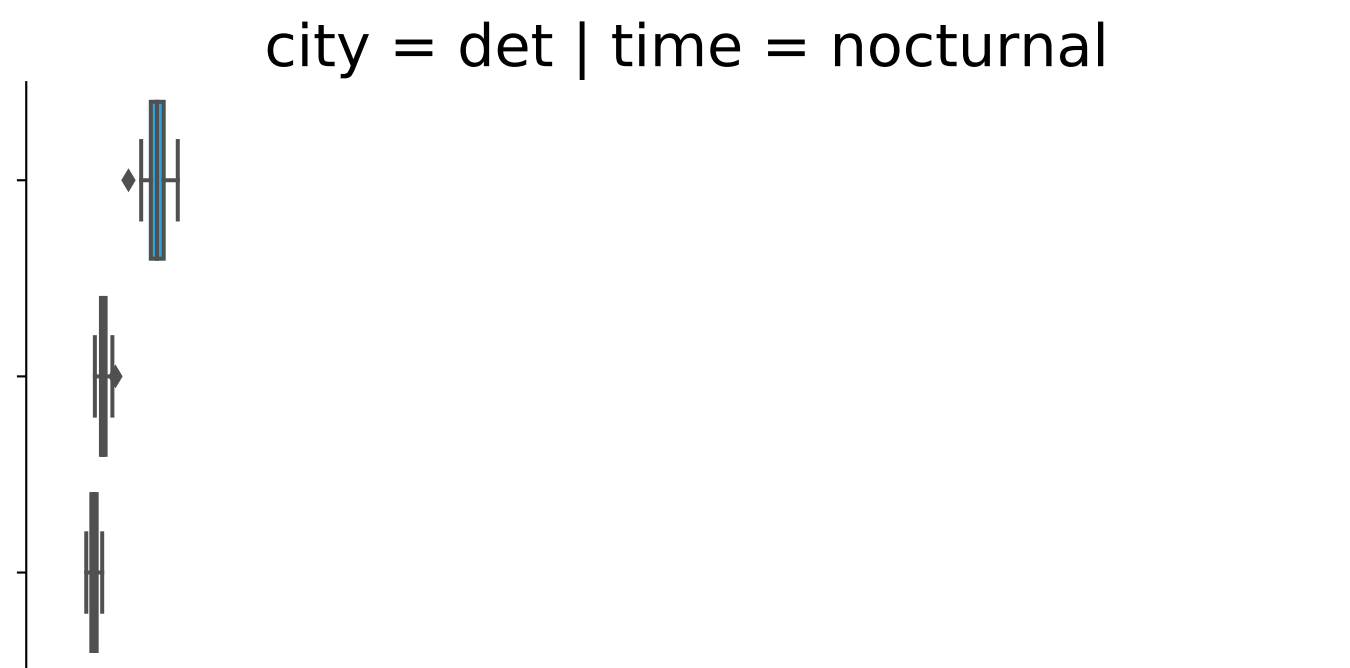 city = det | time = nocturnal